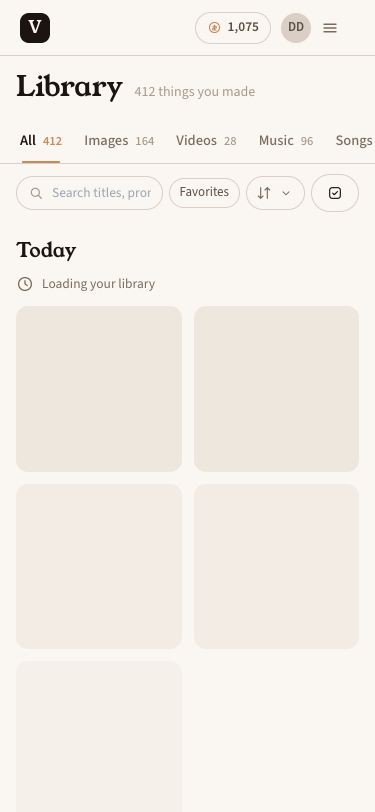 V 1,075 DD
Library 412 things you made
All 412 Images 164 Videos 28 Music 96 Songs
Search titles, pror Favorites
Today
Loading your library